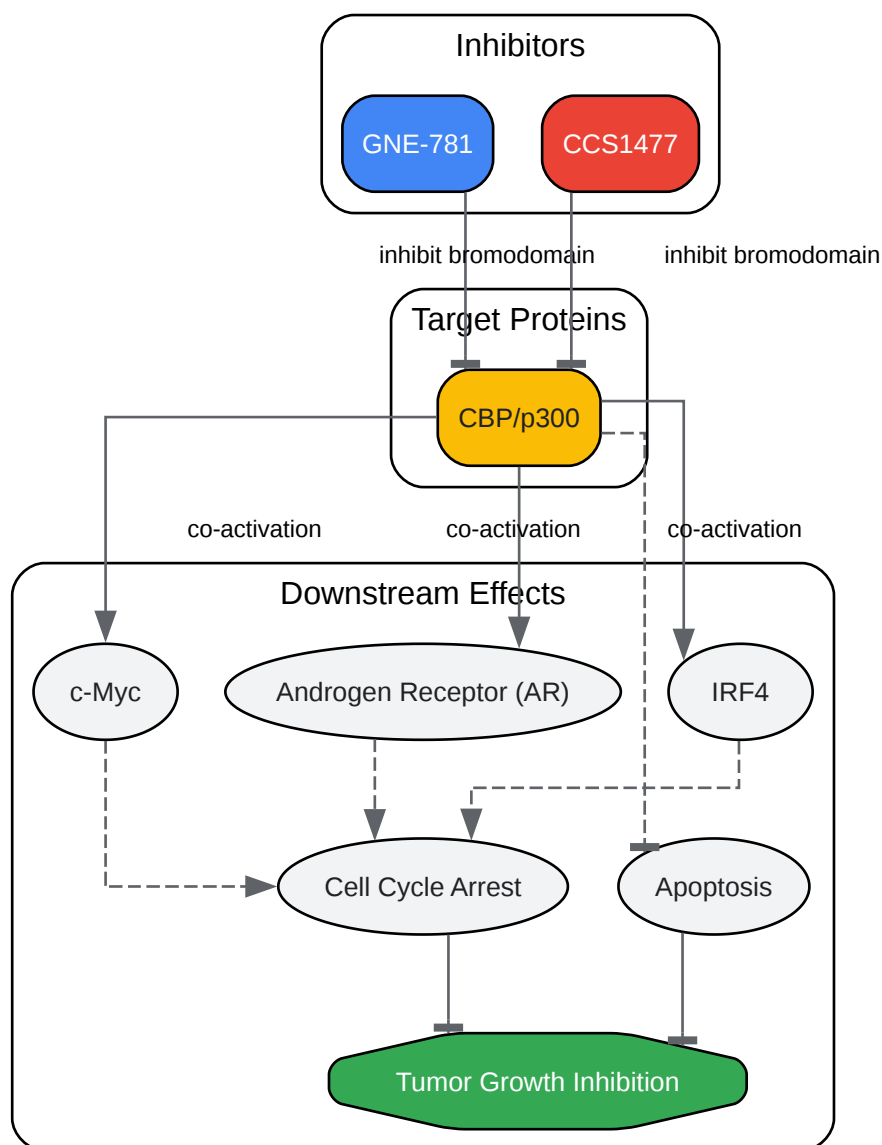 Inhibitors
GNE-781
CCS1477
inhibit bromodomain
inhibit bromodomain
Target Proteins
CBP/p300
co-activation
co-activation
co-activation
Downstream Effects
c-Myc
Androgen Receptor (AR)
IRF4
Cell Cycle Arrest
Apoptosis
Tumor Growth Inhibition